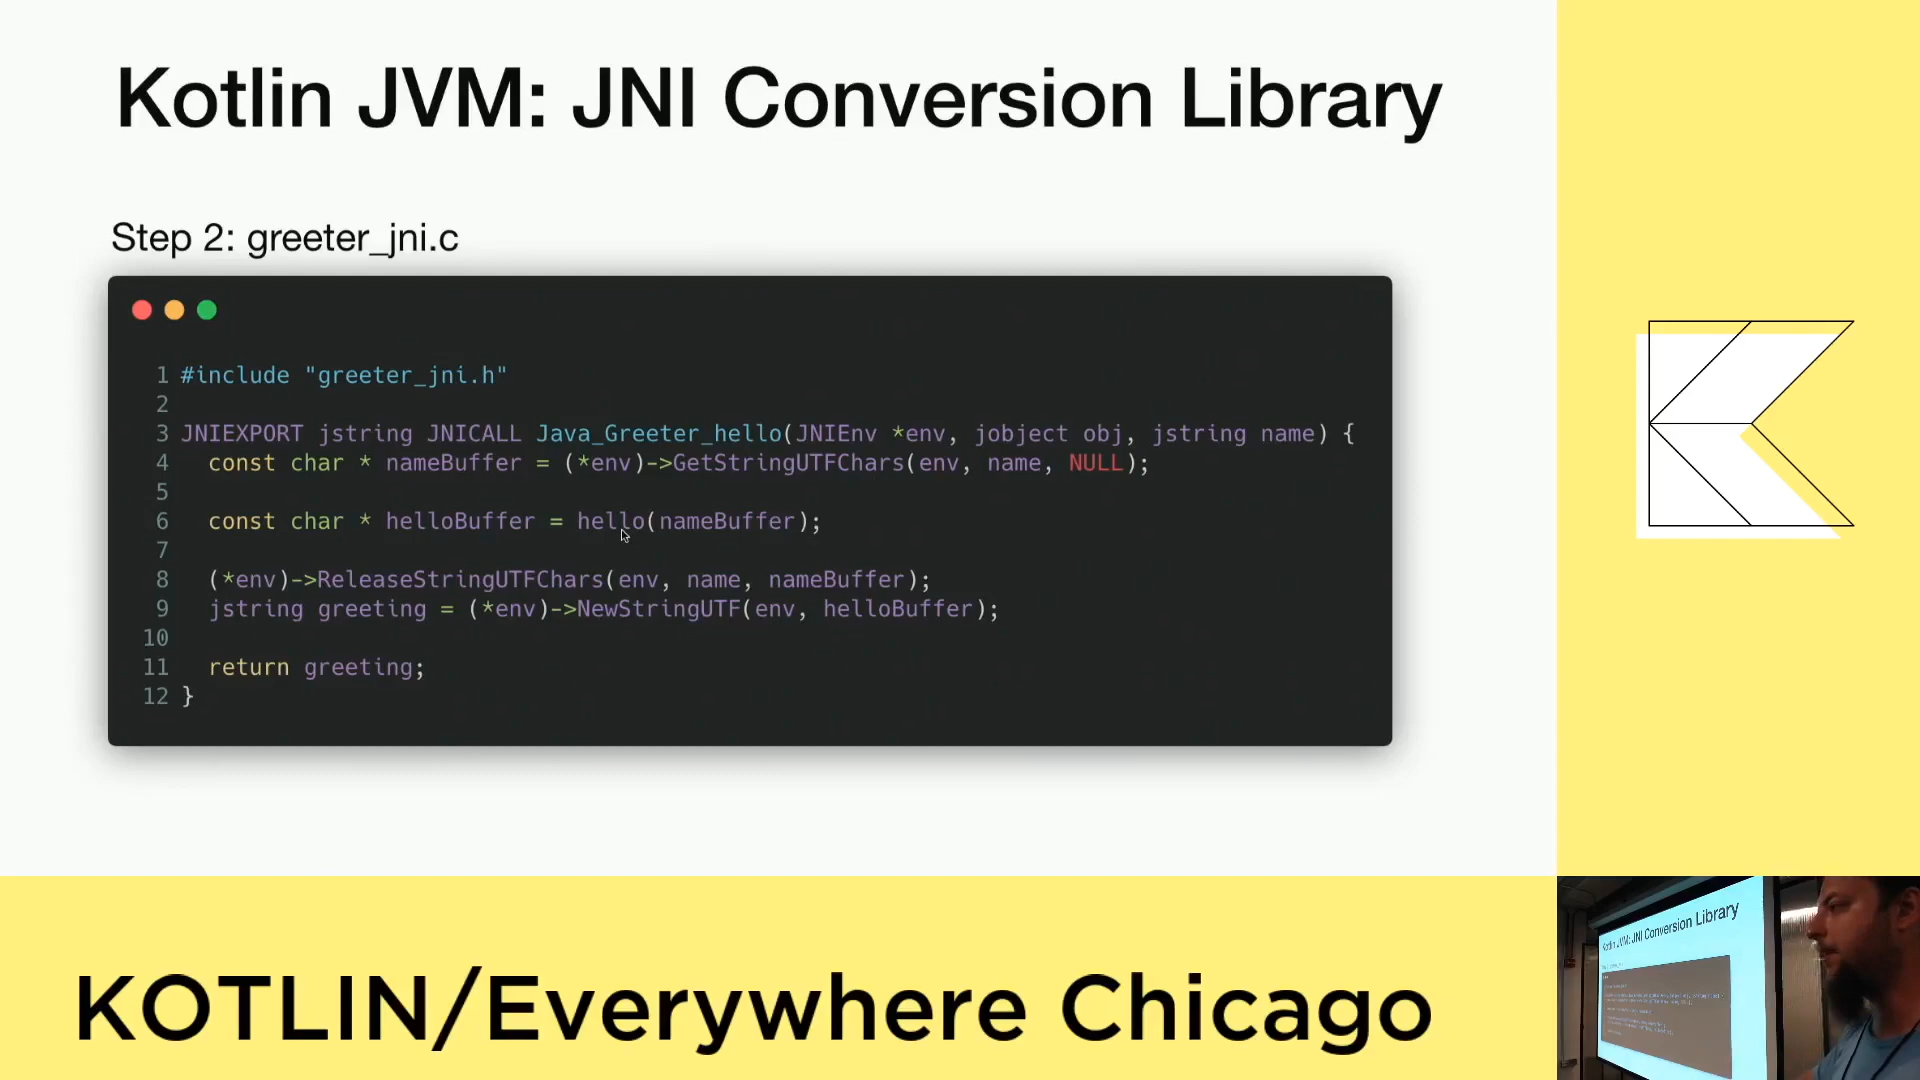 Kotlin JVM: JNI Conversion Library
Step 2: greeter_jni.c
1 #include "greeter_jni.h"
2
3 JNIEXPORT jstring JNICALL Java_Greeter_hello(JNIEnv *env, jobject obj, jstring name) {
4   const char * nameBuffer = (*env)->GetStringUTFChars(env, name, NULL);
5
6   const char * helloBuffer = hello(nameBuffer);
7
8   (*env)->ReleaseStringUTFChars(env, name, nameBuffer);
9   jstring greeting = (*env)->NewStringUTF(env, helloBuffer);
10
11   return greeting;
12 }
KOTLIN/Everywhere Chicago
Kotlin JVM: JNI Conversion Library